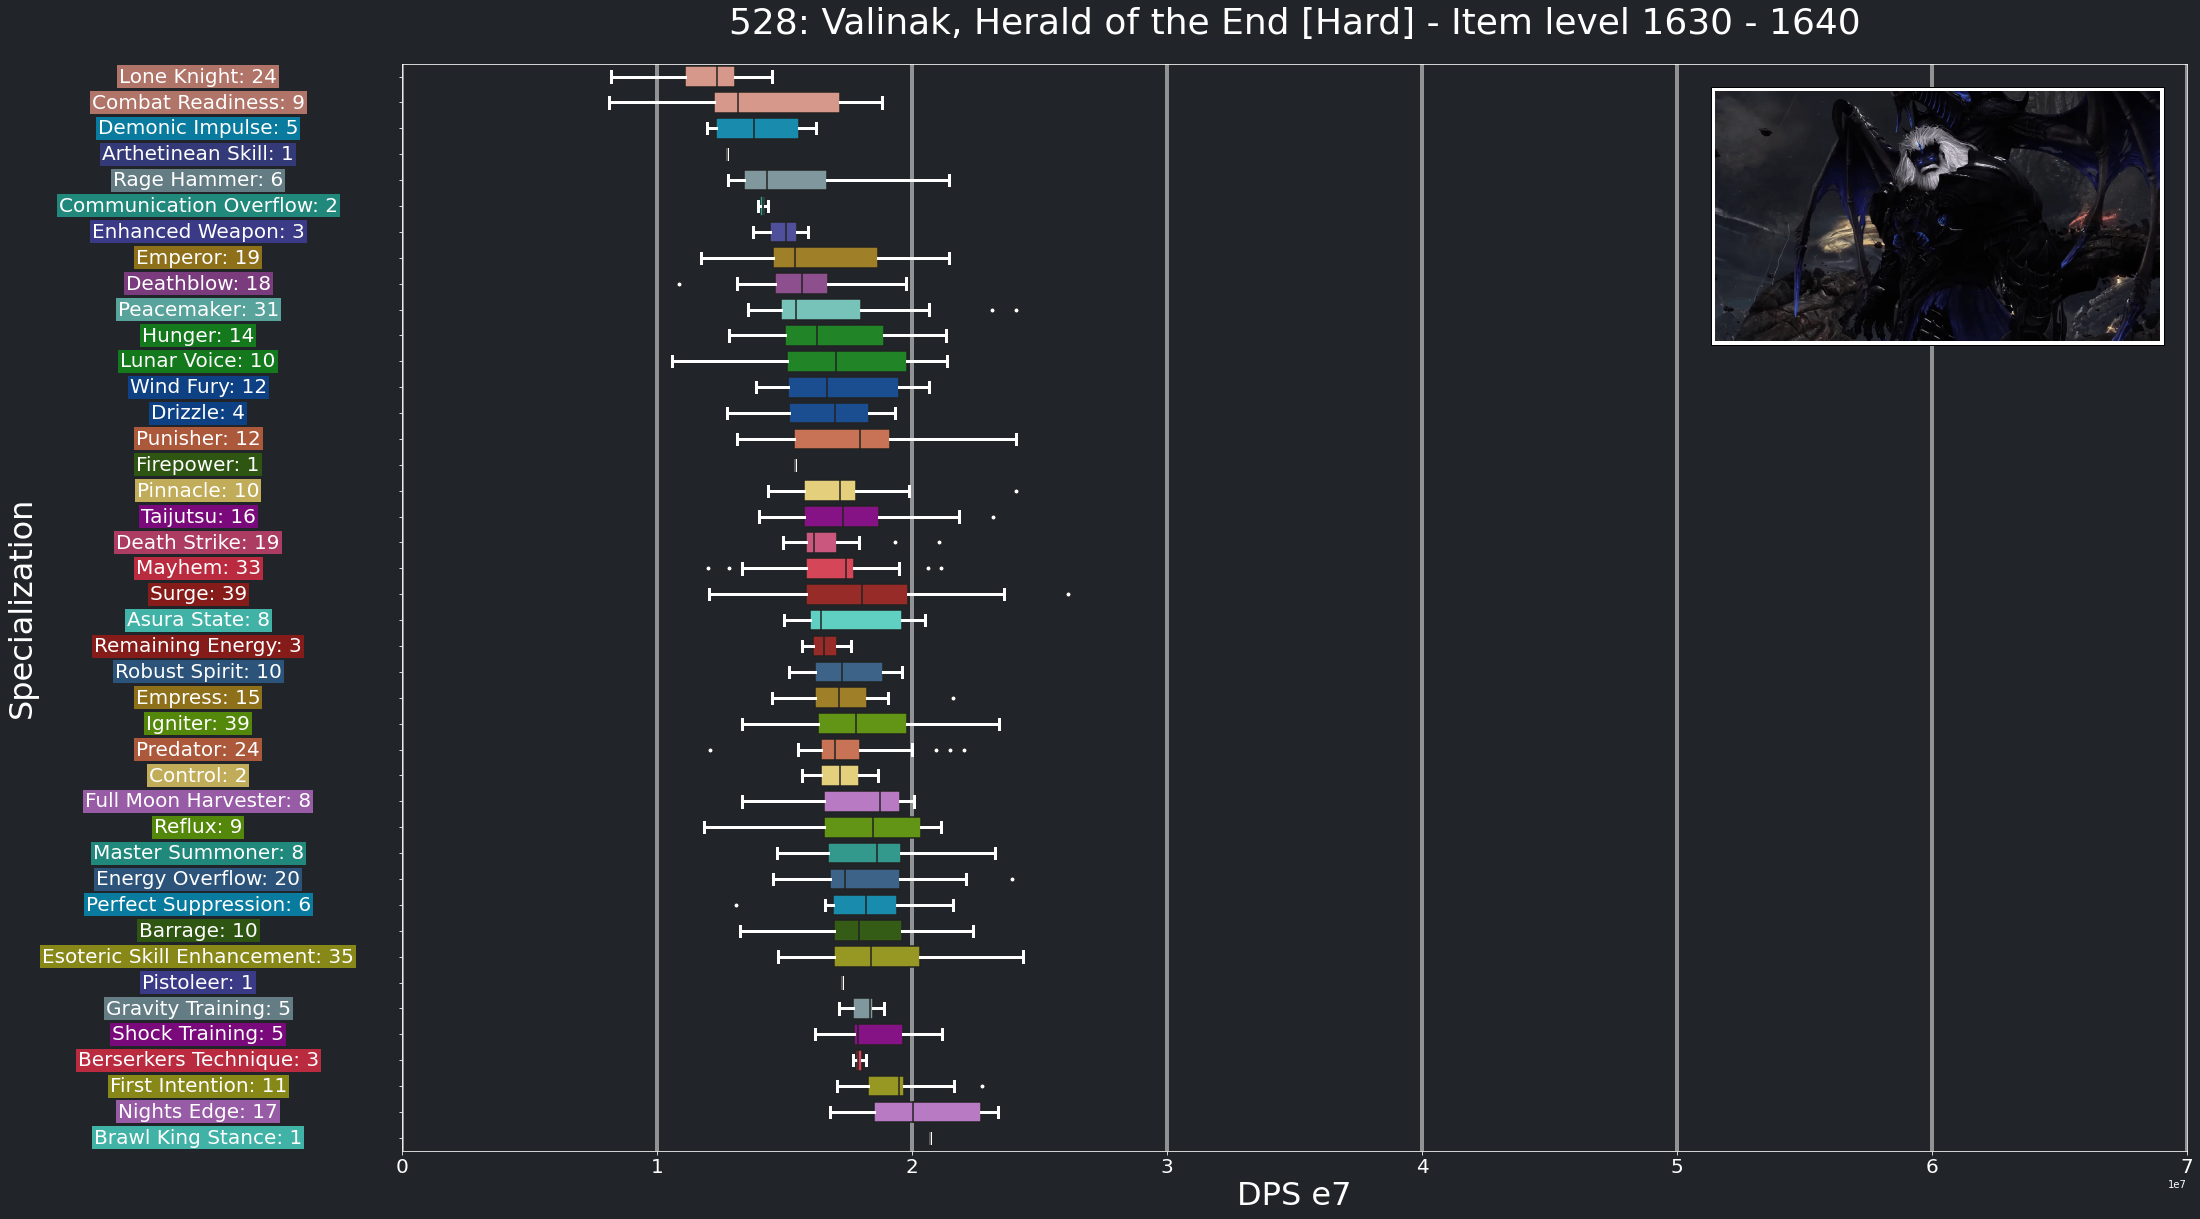 528: Valinak, Herald of the End [Hard] - Item level 1630 - 1640
Specialization
Lone Knight: 24
Combat Readiness: 9
Demonic Impulse: 5
Arthetinean Skill: 1
Rage Hammer: 6
Communication Overflow: 2
Enhanced Weapon: 3
Emperor: 19
Deathblow: 18
Peacemaker: 31
Hunger: 14
Lunar Voice: 10
Wind Fury: 12
Drizzle: 4
Punisher: 12
Firepower: 1
Pinnacle: 10
Taijutsu: 16
Death Strike: 19
Mayhem: 33
Surge: 39
Asura State: 8
Remaining Energy: 3
Robust Spirit: 10
Empress: 15
Igniter: 39
Predator: 24
Control: 2
Full Moon Harvester: 8
Reflux: 9
Master Summoner: 8
Energy Overflow: 20
Perfect Suppression: 6
Barrage: 10
Esoteric Skill Enhancement: 35
Pistoleer: 1
Gravity Training: 5
Shock Training: 5
Berserkers Technique: 3
First Intention: 11
Nights Edge: 17
Brawl King Stance: 1
0 1 2 3 4 5 6 7
1e7
DPS e7